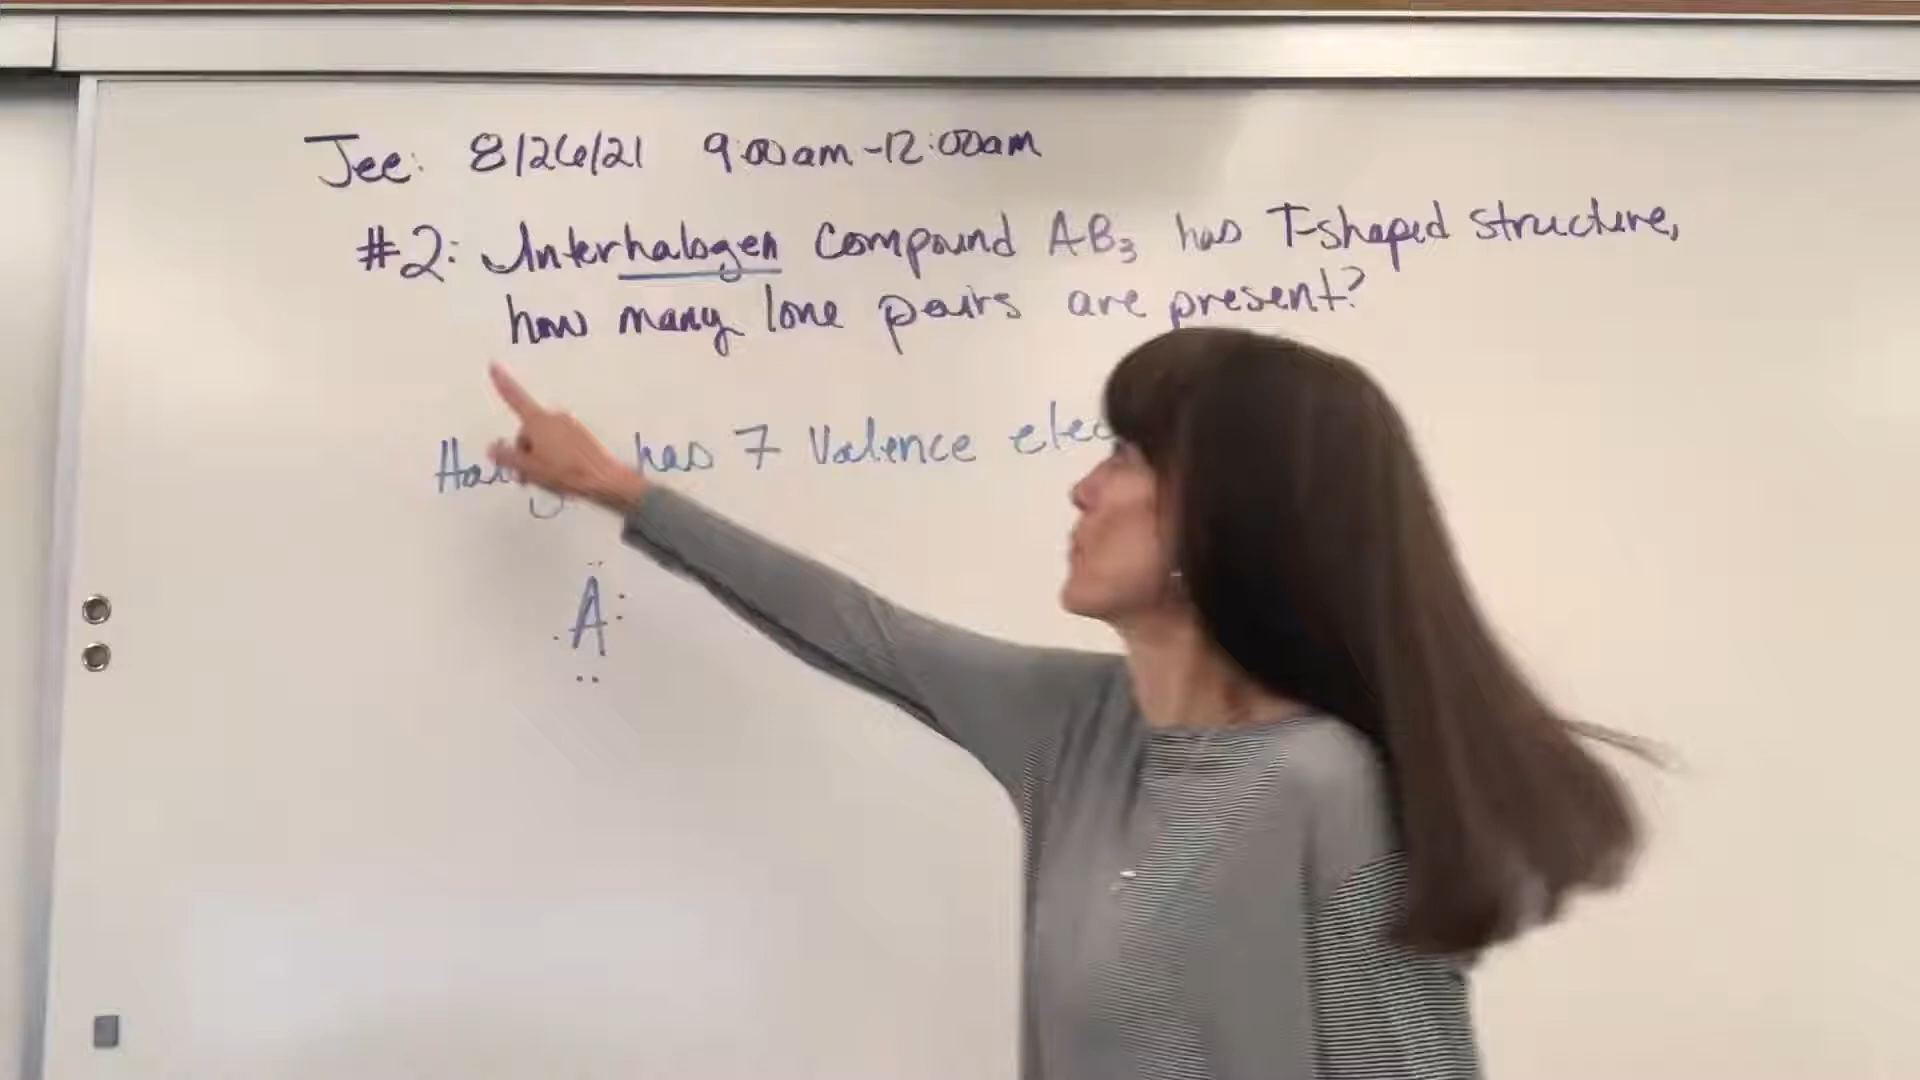 Jee: 8/26/21 9:00am-12:00am
#2: Interhalogen compound AB₃ has T-shaped structure,
how many lone pairs are present?
has 7 Valence
A